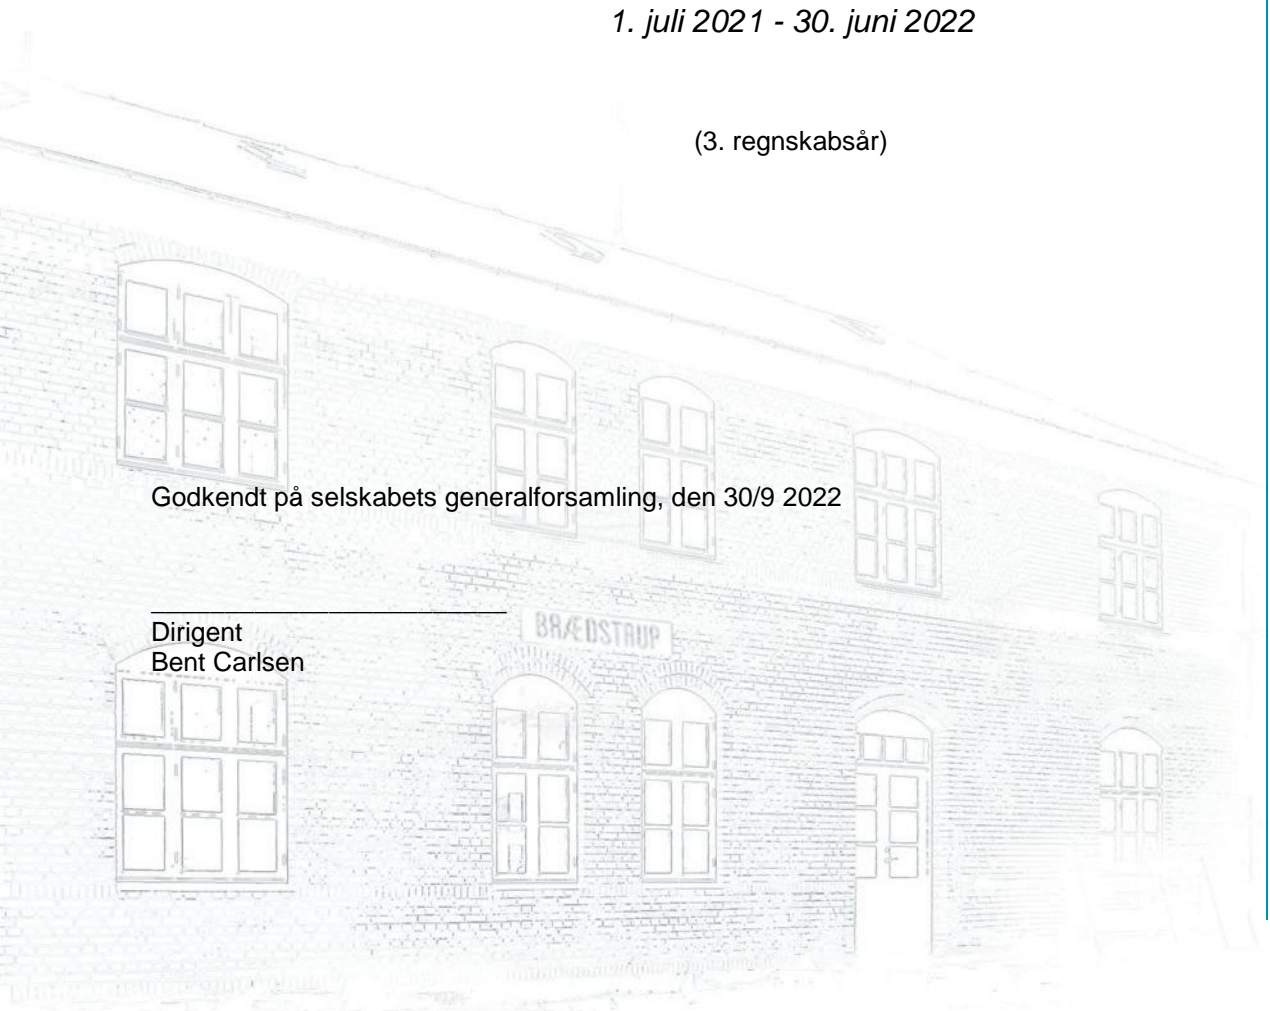 1. juli 2021 - 30. juni 2022
(3. regnskabsår)
Godkendt på selskabets generalforsamling, den 30/9 2022
Dirigent
Bent Carlsen
BRÆDSTRUP